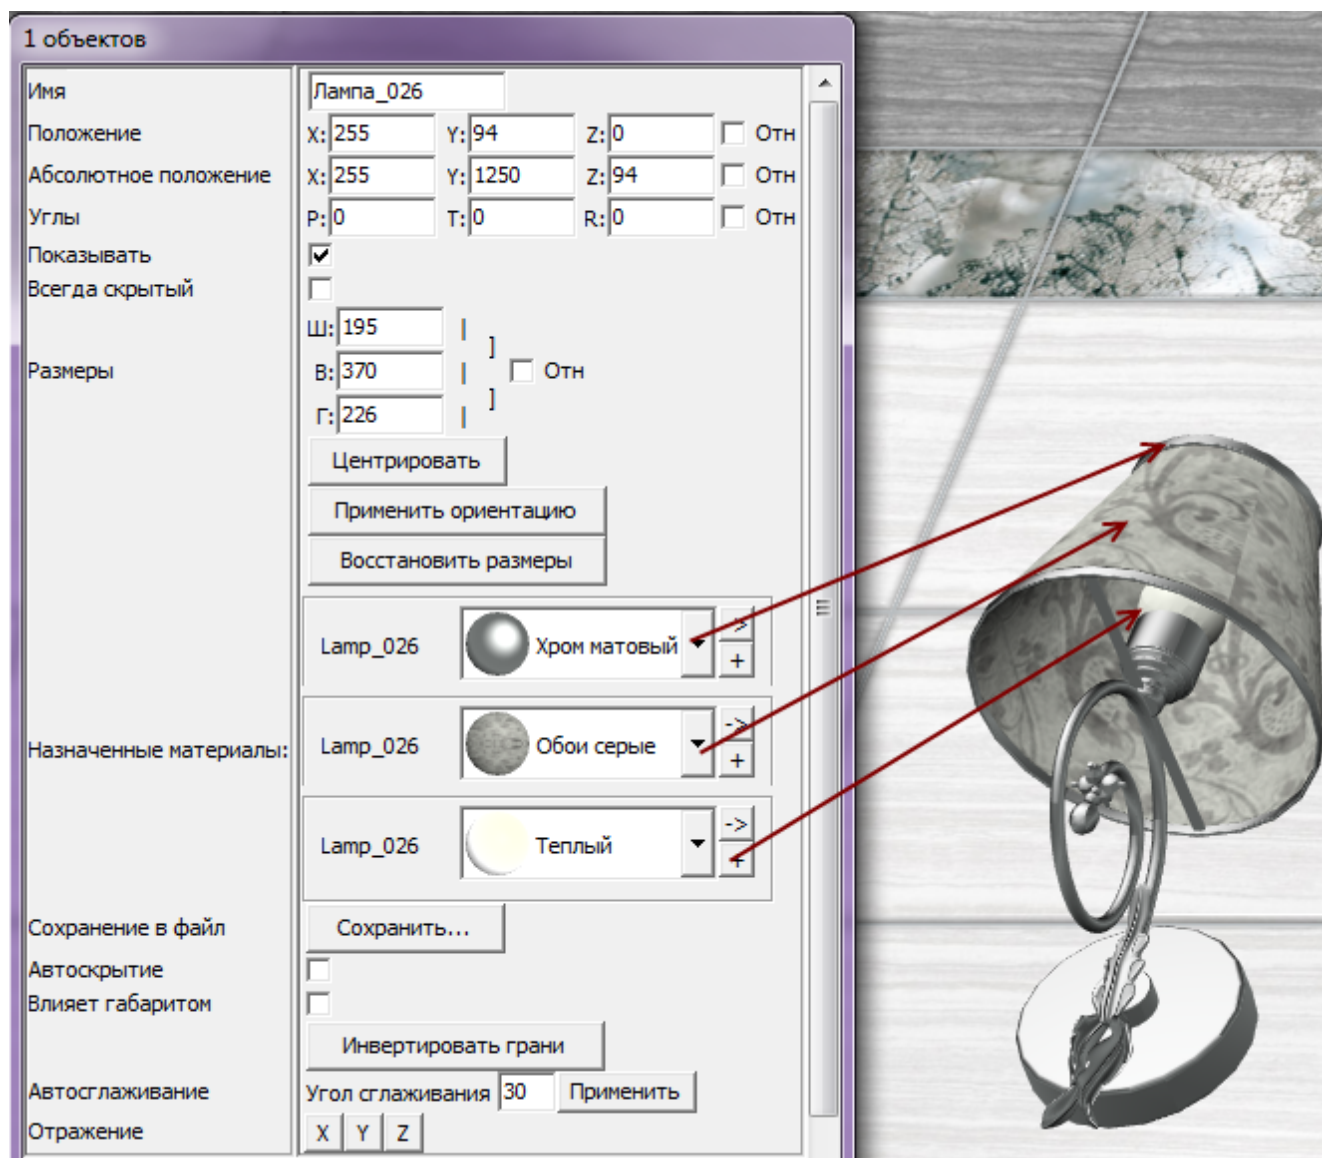 1 объектов
Имя Лампа_026
Положение X: 255 Y: 94 Z: 0 Отн
Абсолютное положение X: 255 Y: 1250 Z: 94 Отн
Углы P: 0 T: 0 R: 0 Отн
Показывать
Всегда скрытый
Ш: 195
Размеры В: 370 Отн
Г: 226
Центрировать
Применить ориентацию
Восстановить размеры
Lamp_026 Хром матовый ->
+
Назначенные материалы: Lamp_026 Обои серые ->
+
Lamp_026 Теплый ->
+
Сохранение в файл Сохранить...
Автоскрытие
Влияет габаритом
Инвертировать грани
Автосглаживание Угол сглаживания 30 Применить
Отражение X Y Z